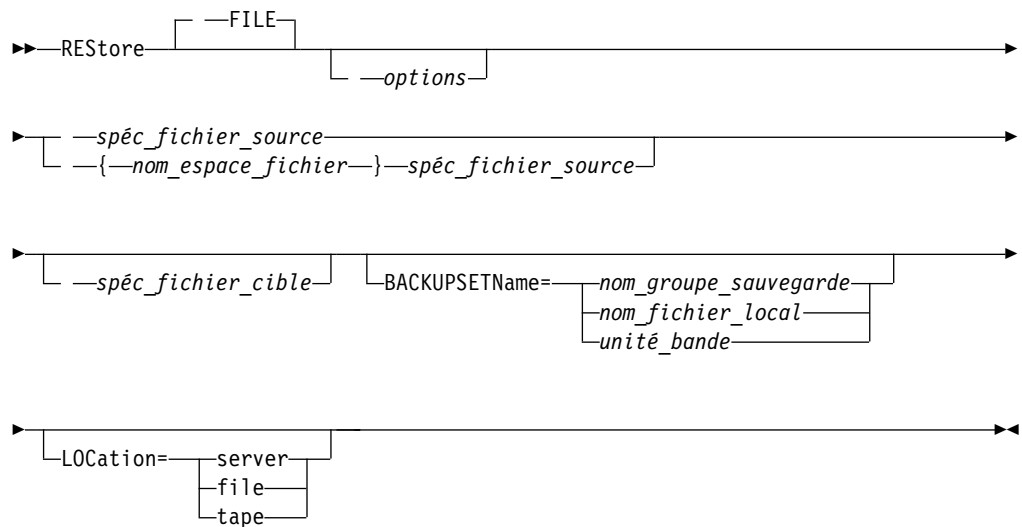 FILE
REStore
options
spéc_fichier_source
{ nom_espace_fichier } spéc_fichier_source
spéc_fichier_cible
BACKUPSETName= nom_groupe_sauvegarde
nom_fichier_local
unité_bande
LOCation= server
file
tape